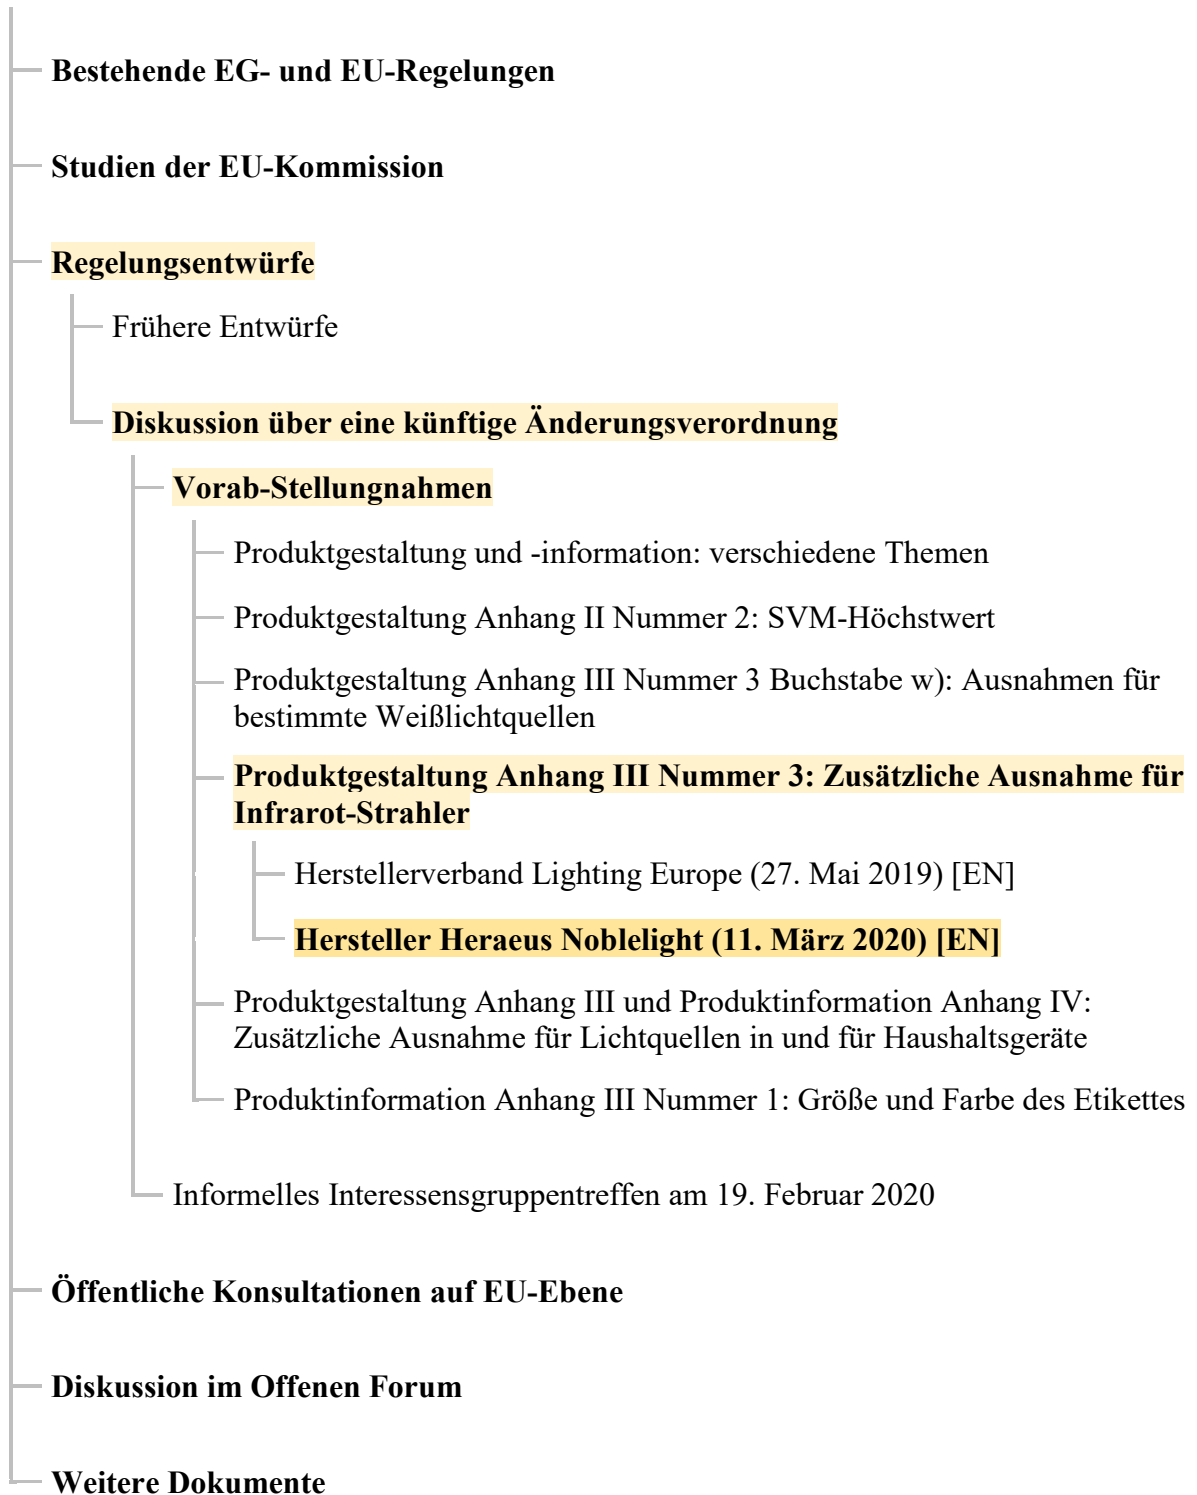 Bestehende EG- und EU-Regelungen
Studien der EU-Kommission
Regelungsentwürfe
Frühere Entwürfe
Diskussion über eine künftige Änderungsverordnung
Vorab-Stellungnahmen
Produktgestaltung und -information: verschiedene Themen
Produktgestaltung Anhang II Nummer 2: SVM-Höchstwert
Produktgestaltung Anhang III Nummer 3 Buchstabe w): Ausnahmen für
bestimmte Weißlichtquellen
Produktgestaltung Anhang III Nummer 3: Zusätzliche Ausnahme für
Infrarot-Strahler
Herstellerverband Lighting Europe (27. Mai 2019) [EN]
Hersteller Heraeus Noblelight (11. März 2020) [EN]
Produktgestaltung Anhang III und Produktinformation Anhang IV:
Zusätzliche Ausnahme für Lichtquellen in und für Haushaltsgeräte
Produktinformation Anhang III Nummer 1: Größe und Farbe des Etikettes
Informelles Interessensgruppentreffen am 19. Februar 2020
Öffentliche Konsultationen auf EU-Ebene
Diskussion im Offenen Forum
Weitere Dokumente